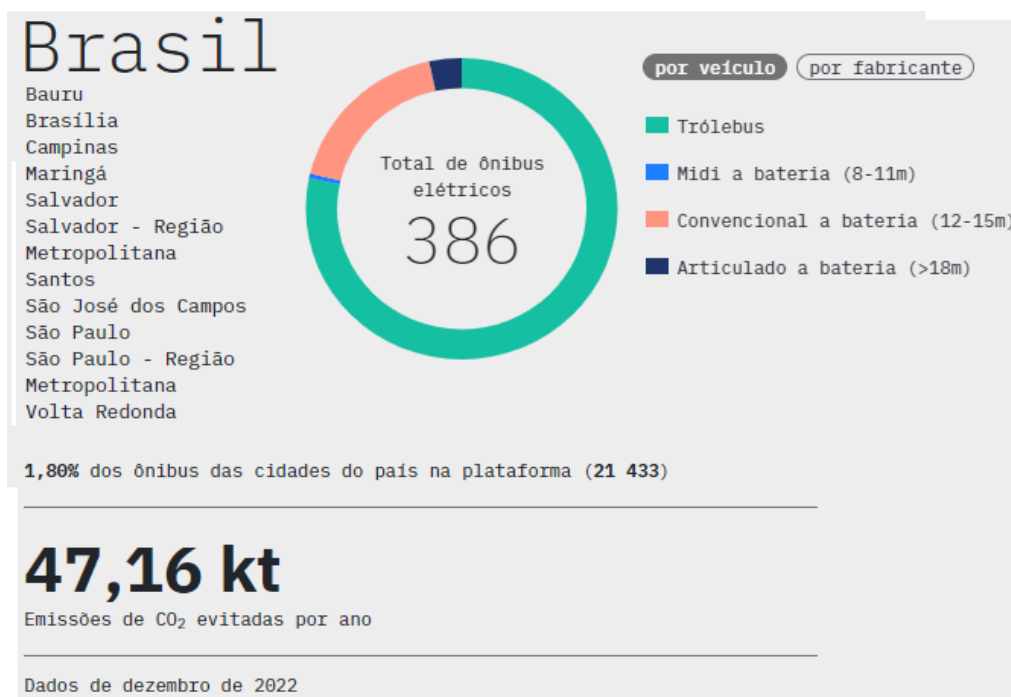 Brasil
Bauru
Brasília
Campinas
Maringá
Salvador
Salvador - Região
Metropolitana
Santos
São José dos Campos
São Paulo
São Paulo - Região
Metropolitana
Volta Redonda
Total de ônibus
elétricos
386
por veículo
por fabricante
Trólebus
Midi a bateria (8-11m)
Convencional a bateria (12-15m)
Articulado a bateria (>18m)
1,80% dos ônibus das cidades do país na plataforma (21 433)
47,16 kt
Emissões de CO₂ evitadas por ano
Dados de dezembro de 2022